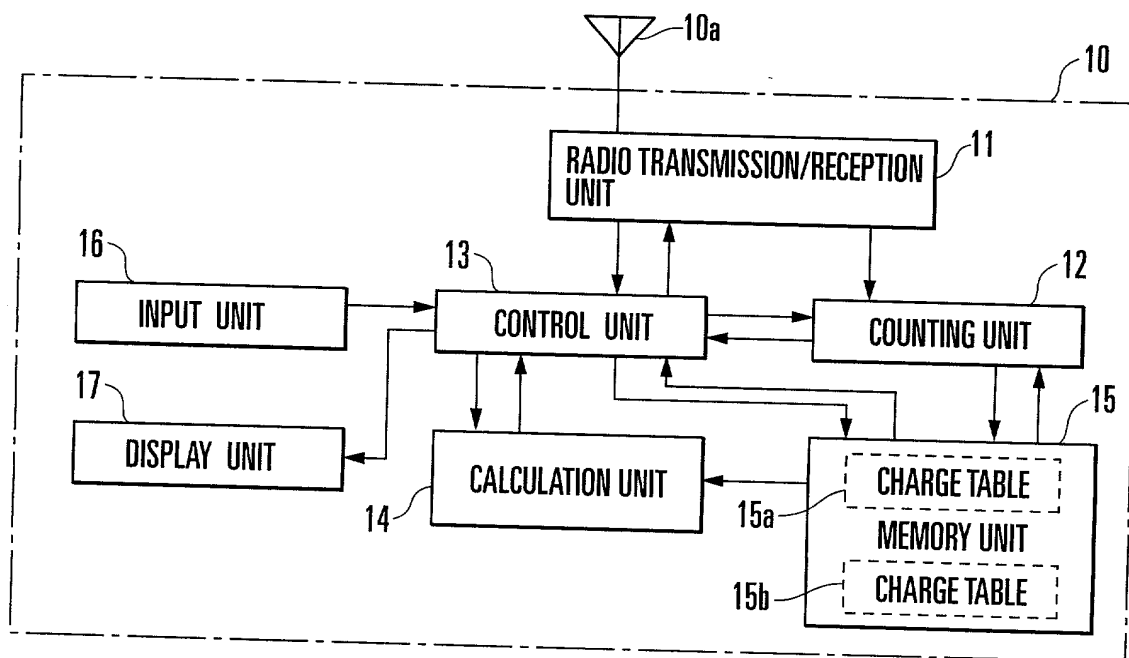 10a
10
RADIO TRANSMISSION/RECEPTION
UNIT
11
16
INPUT UNIT
13
CONTROL UNIT
12
COUNTING UNIT
17
DISPLAY UNIT
CALCULATION UNIT
14
15
CHARGE TABLE
15a
MEMORY UNIT
CHARGE TABLE
15b